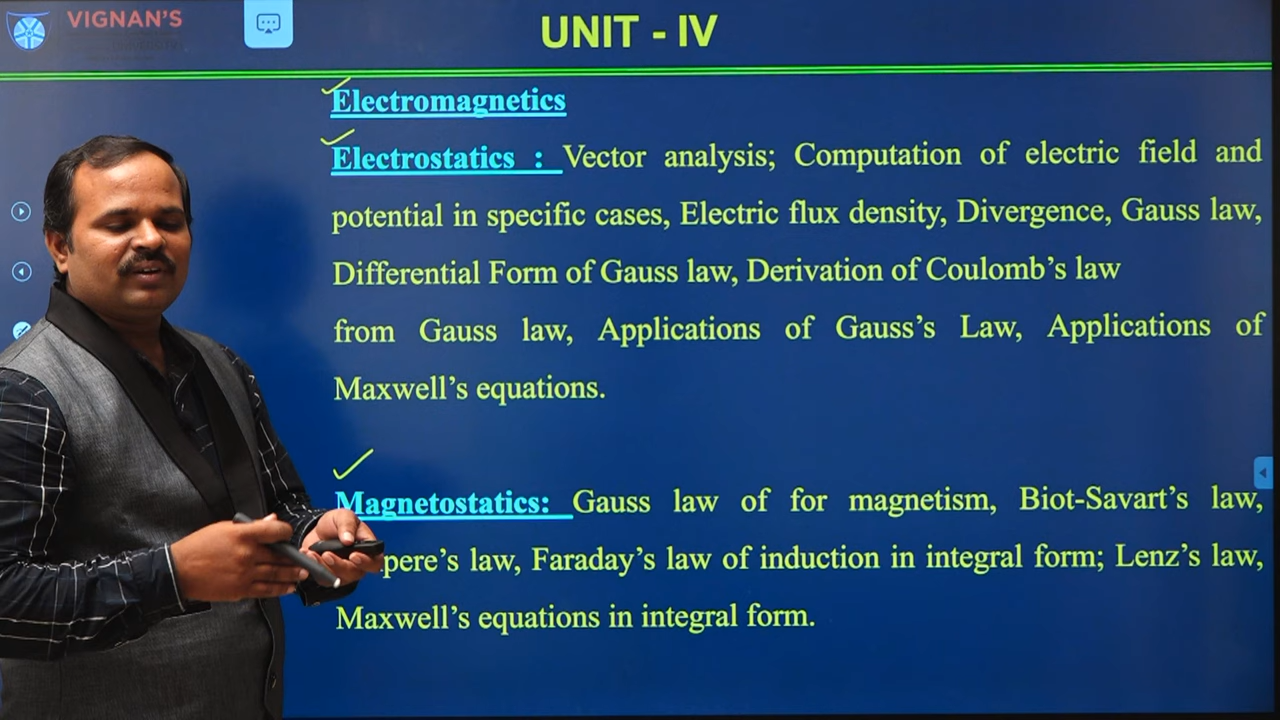 VIGNAN'S
UNIT - IV
Electromagnetics
Electrostatics : Vector analysis; Computation of electric field and
potential in specific cases, Electric flux density, Divergence, Gauss law,
Differential Form of Gauss law, Derivation of Coulomb's law
from Gauss law, Applications of Gauss's Law, Applications of
Maxwell's equations.
Magnetostatics: Gauss law of for magnetism, Biot-Savart's law,
pere's law, Faraday's law of induction in integral form; Lenz's law,
Maxwell's equations in integral form.